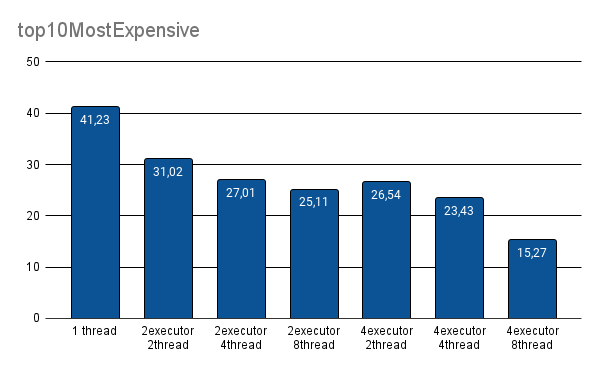 top10MostExpensive
50
40
30
20
10
0
41,23
31,02
27,01
25,11
26,54
23,43
15,27
1 thread
2executor
2thread
2executor
4thread
2executor
8thread
4executor
2thread
4executor
4thread
4executor
8thread